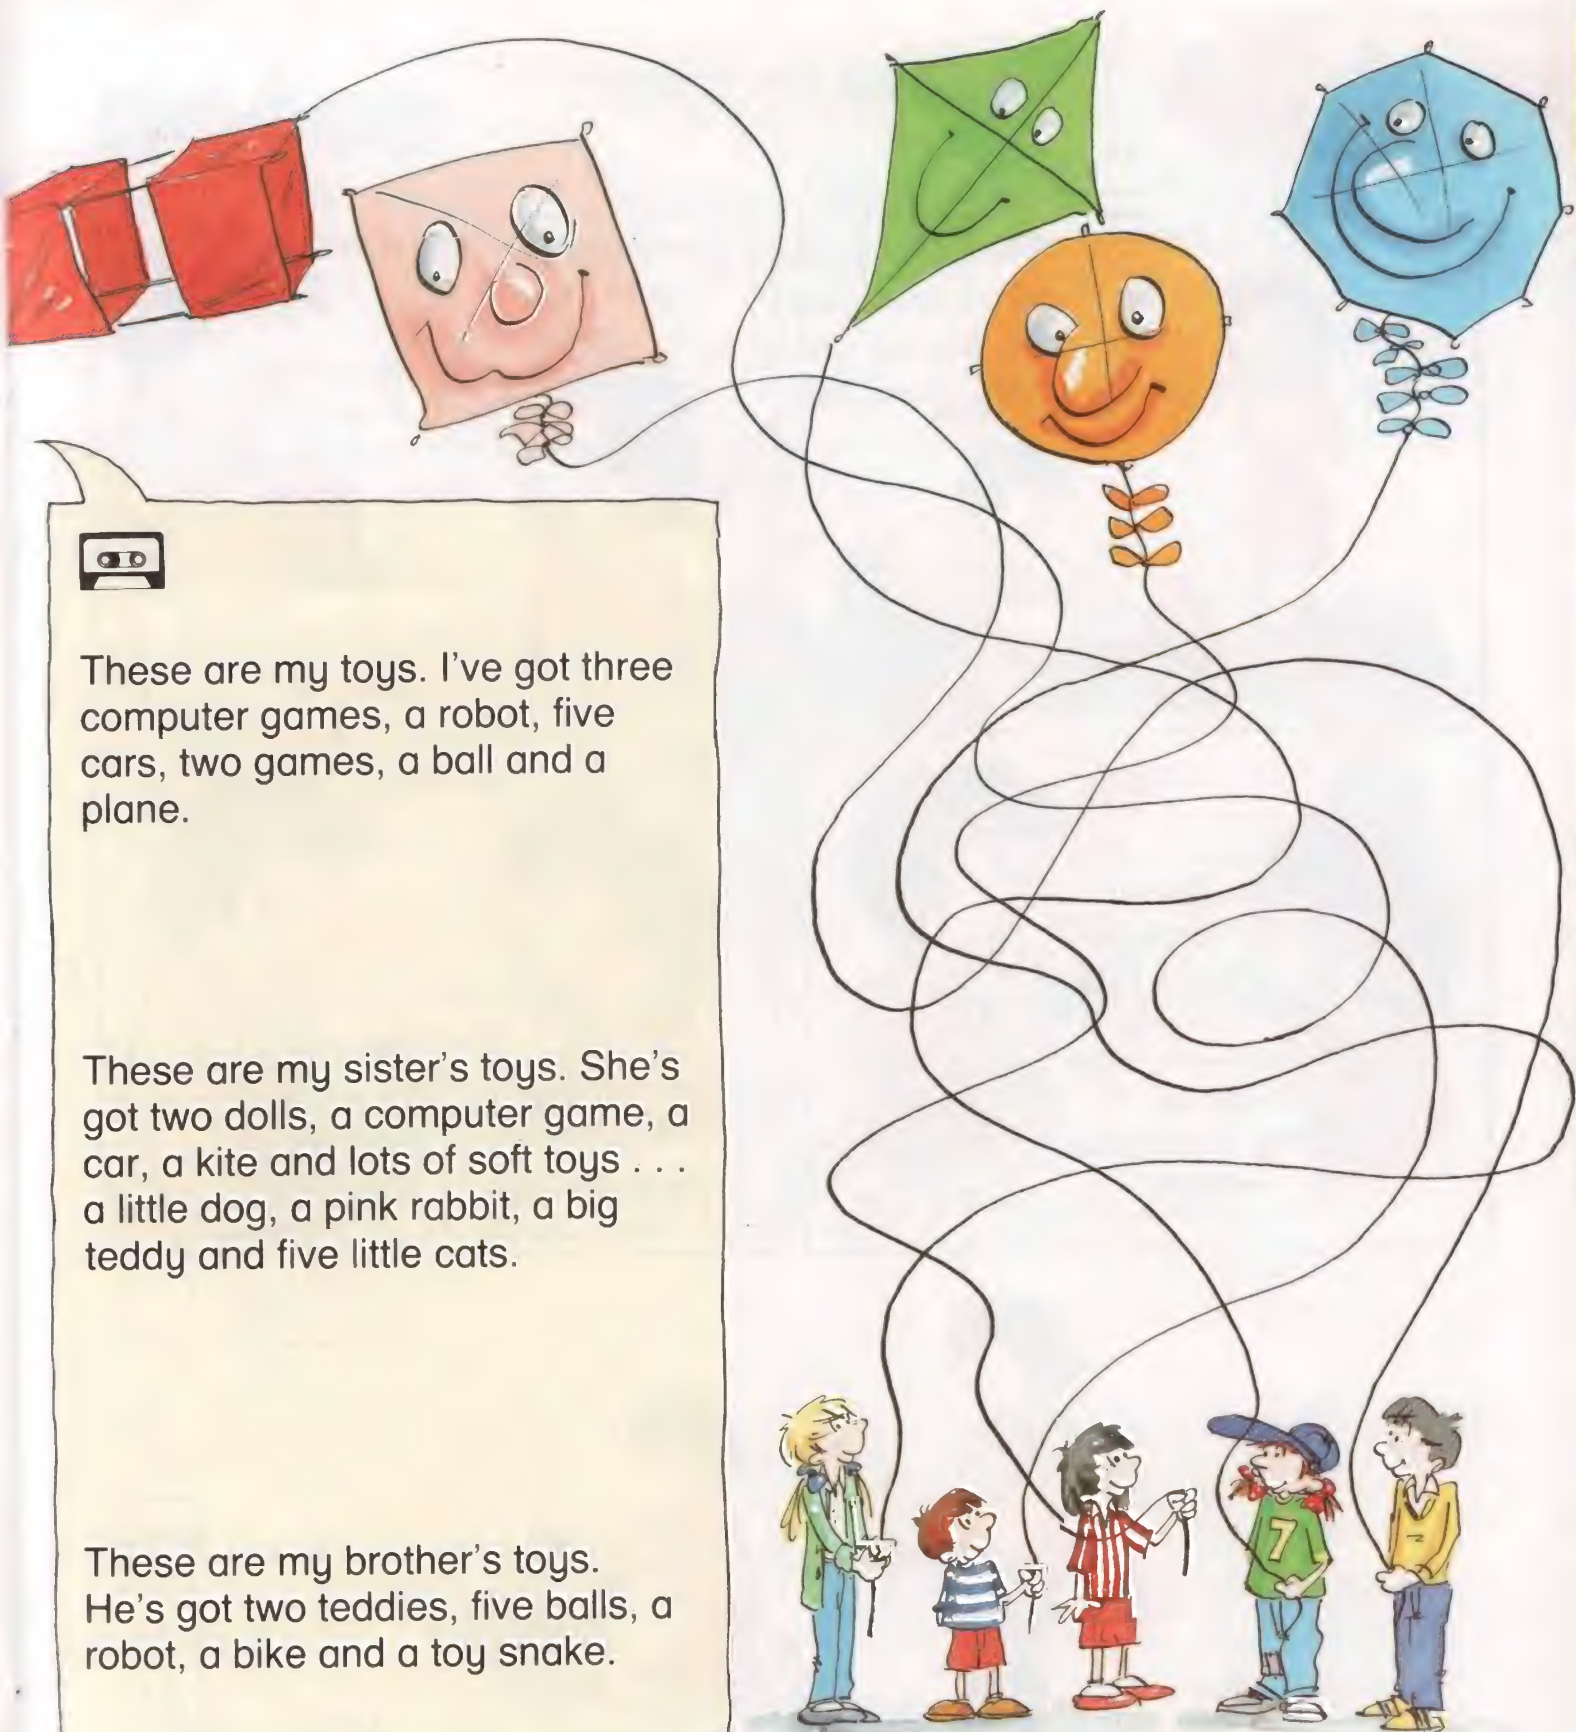 These are my toys. I've got three
computer games, a robot, five
cars, two games, a ball and a
plane.
These are my sister's toys. She's
got two dolls, a computer game, a
car, a kite and lots of soft toys . . .
a little dog, a pink rabbit, a big
teddy and five little cats.
These are my brother's toys.
He's got two teddies, five balls, a
robot, a bike and a toy snake.
7